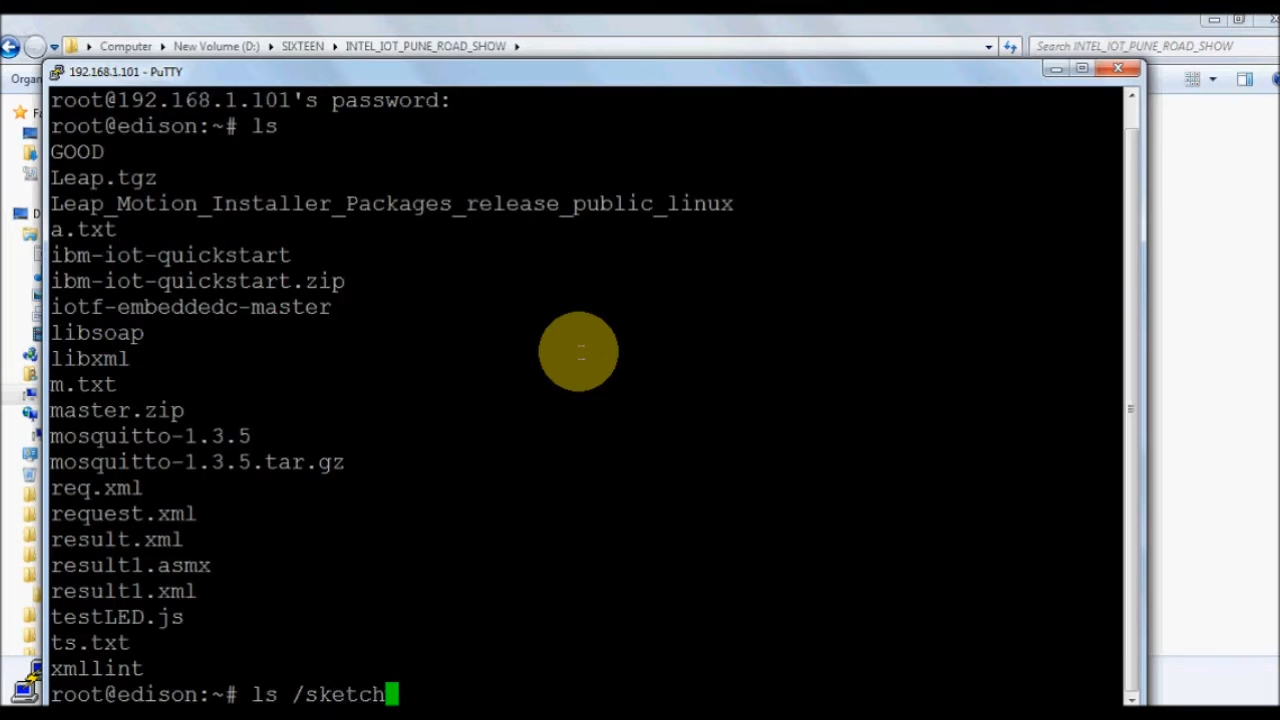 Computer New Volume (D:) SIXTEEN INTEL_IOT_PUNE_ROAD_SHOW
Search INTEL_IOT_PUNE_ROAD_SHOW
Organ
192.168.1.101 - PuTTY
root@192.168.1.101's password:
root@edison:~# ls
GOOD
Leap.tgz
Leap_Motion_Installer_Packages_release_public_linux
a.txt
ibm-iot-quickstart
ibm-iot-quickstart.zip
iotf-embeddedc-master
libsoap
libxml
m.txt
master.zip
mosquitto-1.3.5
mosquitto-1.3.5.tar.gz
req.xml
request.xml
result.xml
result1.asmx
result1.xml
testLED.js
ts.txt
xmllint
root@edison:~# ls /sketch